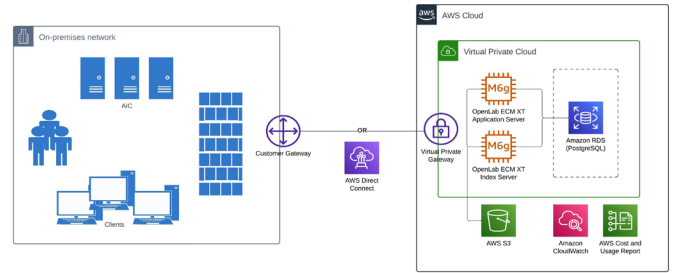 On-premises network
AIC
Clients
Customer Gateway
OR
AWS Direct
Connect
aws
AWS Cloud
Virtual Private Cloud
Virtual Private
Gateway
M6g
OpenLab ECM XT
Application Server
M6g
OpenLab ECM XT
Index Server
Amazon RDS
(PostgreSQL)
AWS S3
Amazon
CloudWatch
AWS Cost and
Usage Report